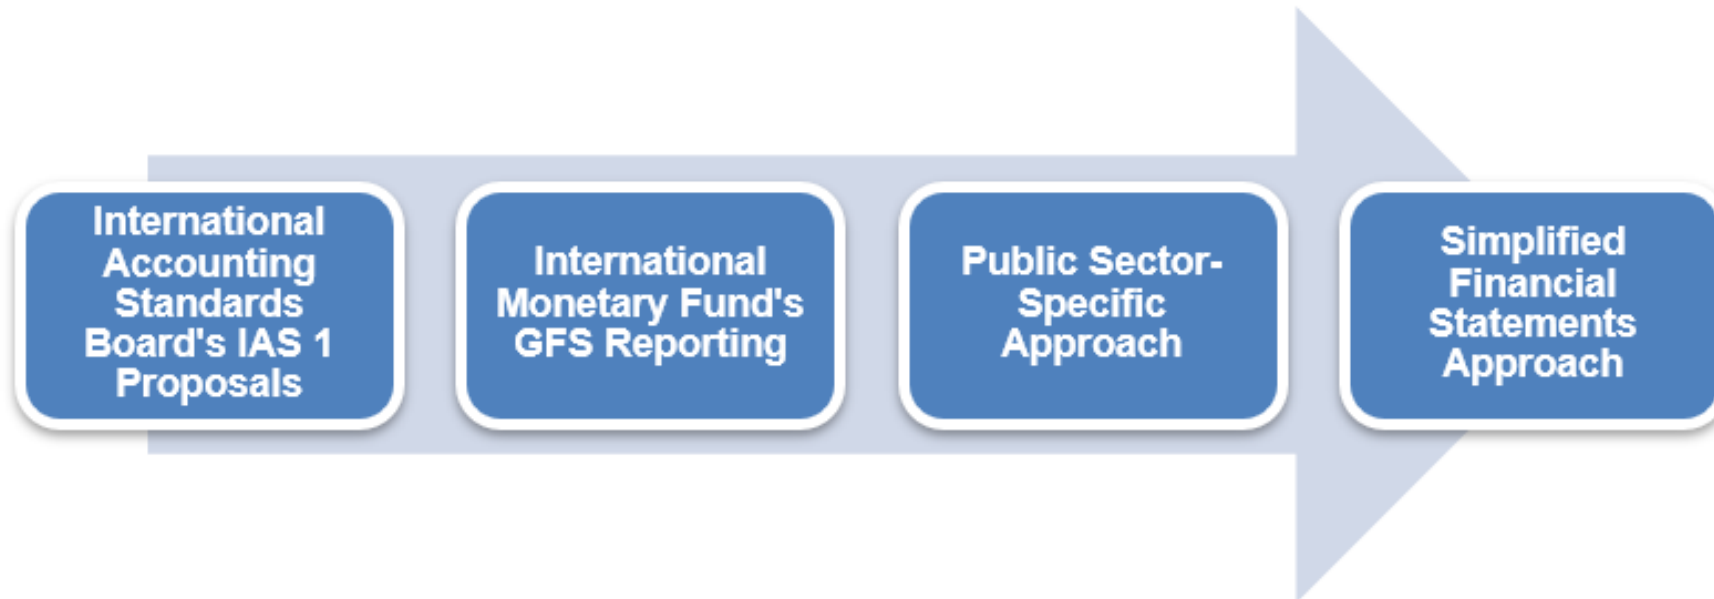 International
Accounting
Standards
Board's IAS 1
Proposals
International
Monetary Fund's
GFS Reporting
Public Sector-
Specific
Approach
Simplified
Financial
Statements
Approach